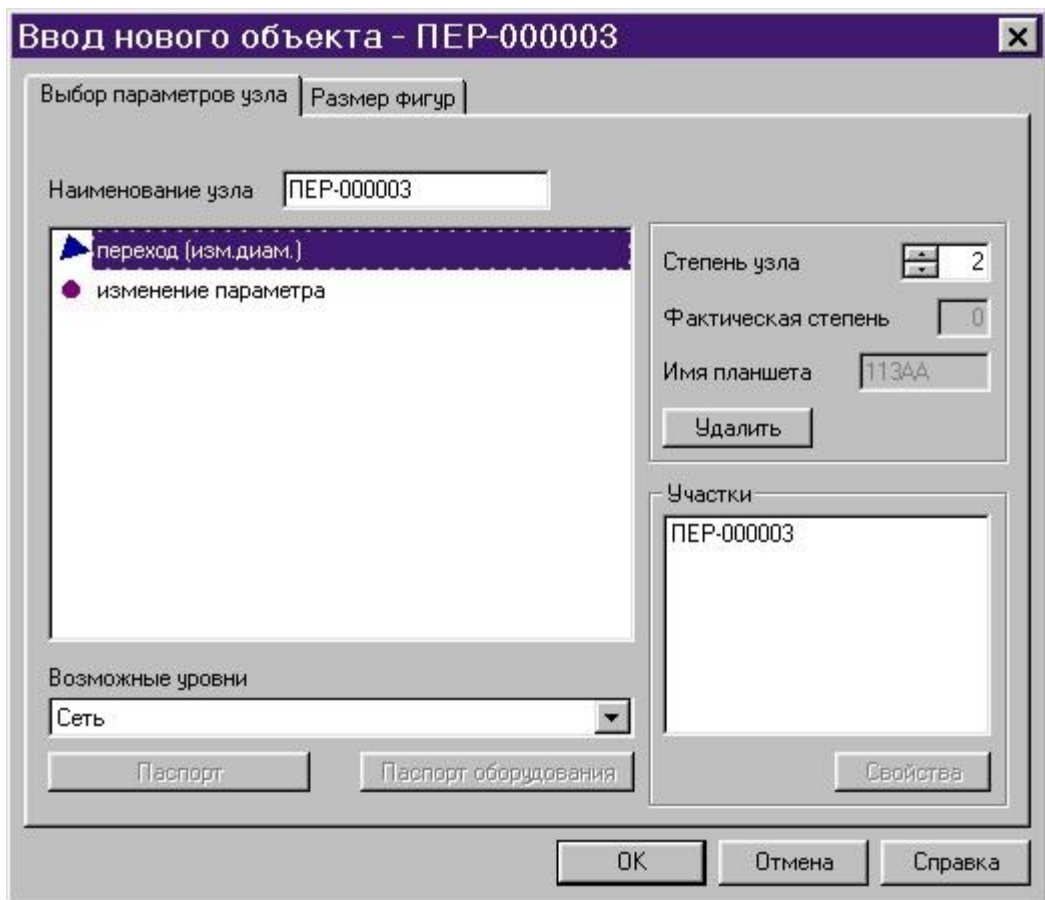 Ввод нового объекта - ПЕР-000003
Выбор параметров узла
Размер фигур
Наименование узла
ПЕР-000003
переход (изм.диам.)
изменение параметра
Степень узла
2
Фактическая степень
0
Имя планшета
113АА
Удалить
Участки
ПЕР-000003
Возможные уровни
Сеть
Паспорт
Паспорт оборудования
Свойства
OK
Отмена
Справка